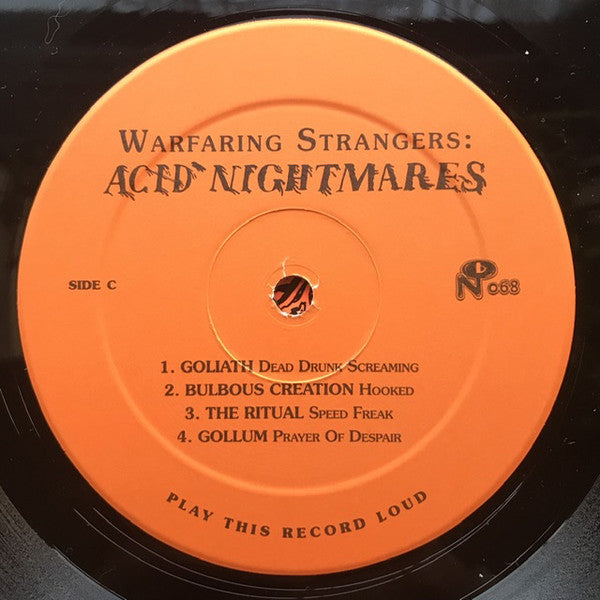 WARFARING STRANGERS:
ACID NIGHTMARES
SIDE C
N 068
1. GOLIATH DEAD DRUNK SCREAMING
2. BULBOUS CREATION HOOKED
3. THE RITUAL SPEED FREAK
4. GOLLUM PRAYER OF DESPAIR
PLAY THIS RECORD LOUD